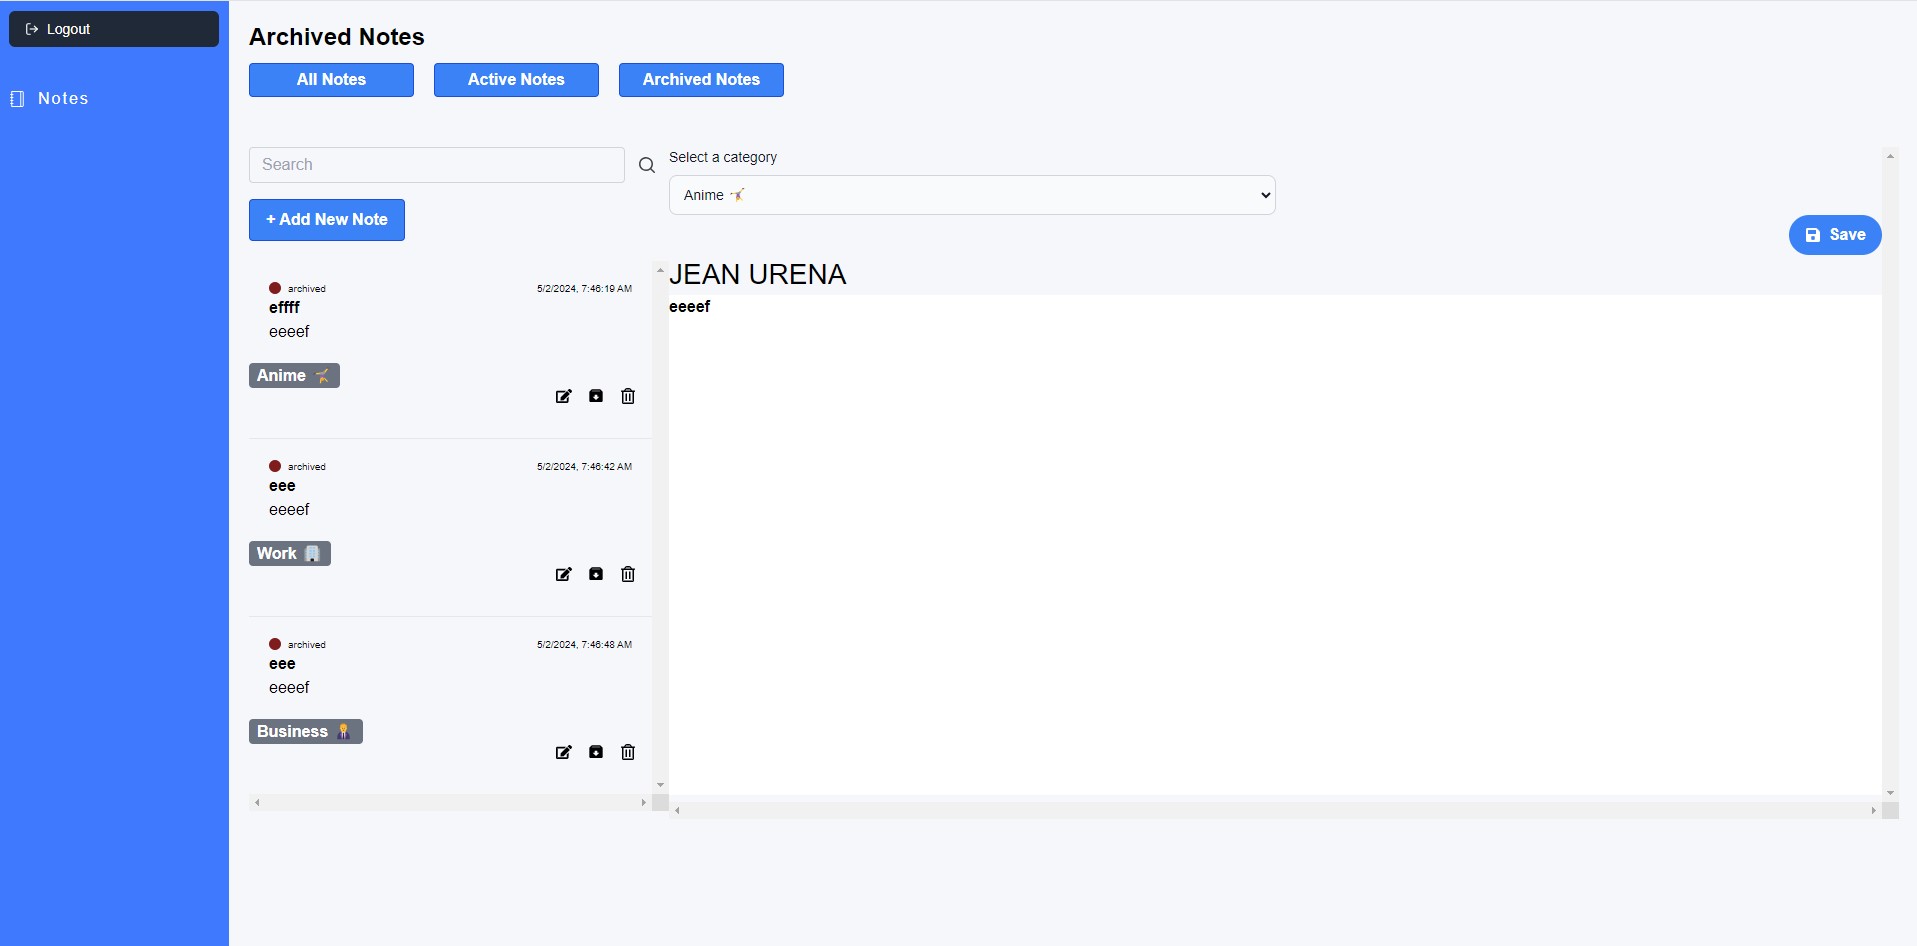 Logout
Notes
Archived Notes
All Notes
Active Notes
Archived Notes
Search
+ Add New Note
archived
5/2/2024, 7:46:19 AM
effff
eeeef
Anime
archived
5/2/2024, 7:46:42 AM
eee
eeeef
Work
archived
5/2/2024, 7:46:48 AM
eee
eeeef
Business
Select a category
Anime
Save
JEAN URENA
eeeef